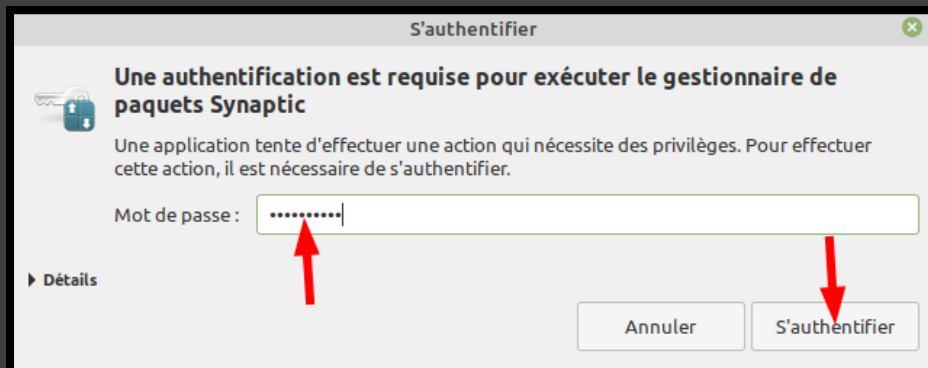 S'authentifier
Une authentification est requise pour exécuter le gestionnaire de
paquets Synaptic
Une application tente d'effectuer une action qui nécessite des privilèges. Pour effectuer
cette action, il est nécessaire de s'authentifier.
Mot de passe : ••••••••••
Détails
Annuler
S'authentifier